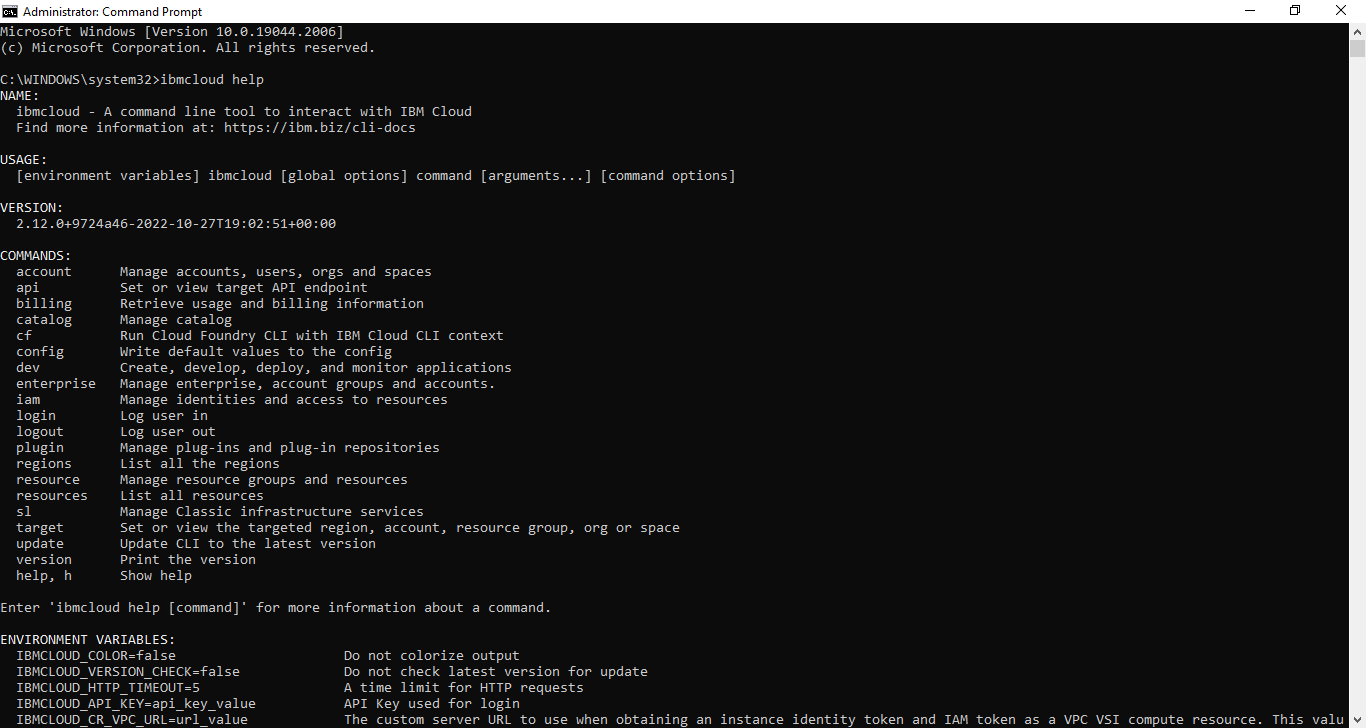 Administrator: Command Prompt
Microsoft Windows [Version 10.0.19044.2006]
(c) Microsoft Corporation. All rights reserved.
C:\WINDOWS\system32>ibmcloud help
NAME:
ibmcloud - A command line tool to interact with IBM Cloud
Find more information at: https://ibm.biz/cli-docs
USAGE:
[environment variables] ibmcloud [global options] command [arguments...] [command options]
VERSION:
2.12.0+9724a46-2022-10-27T19:02:51+00:00
COMMANDS:
account Manage accounts, users, orgs and spaces
api Set or view target API endpoint
billing Retrieve usage and billing information
catalog Manage catalog
cf Run Cloud Foundry CLI with IBM Cloud CLI context
config Write default values to the config
dev Create, develop, deploy, and monitor applications
enterprise Manage enterprise, account groups and accounts.
iam Manage identities and access to resources
login Log user in
logout Log user out
plugin Manage plug-ins and plug-in repositories
regions List all the regions
resource Manage resource groups and resources
resources List all resources
sl Manage Classic infrastructure services
target Set or view the targeted region, account, resource group, org or space
update Update CLI to the latest version
version Print the version
help, h Show help
Enter 'ibmcloud help [command]' for more information about a command.
ENVIRONMENT VARIABLES:
IBMCLOUD_COLOR=false Do not colorize output
IBMCLOUD_VERSION_CHECK=false Do not check latest version for update
IBMCLOUD_HTTP_TIMEOUT=5 A time limit for HTTP requests
IBMCLOUD_API_KEY=api_key_value API Key used for login
IBMCLOUD_CR_VPC_URL=url_value The custom server URL to use when obtaining an instance identity token and IAM token as a VPC VSI compute resource. This valu